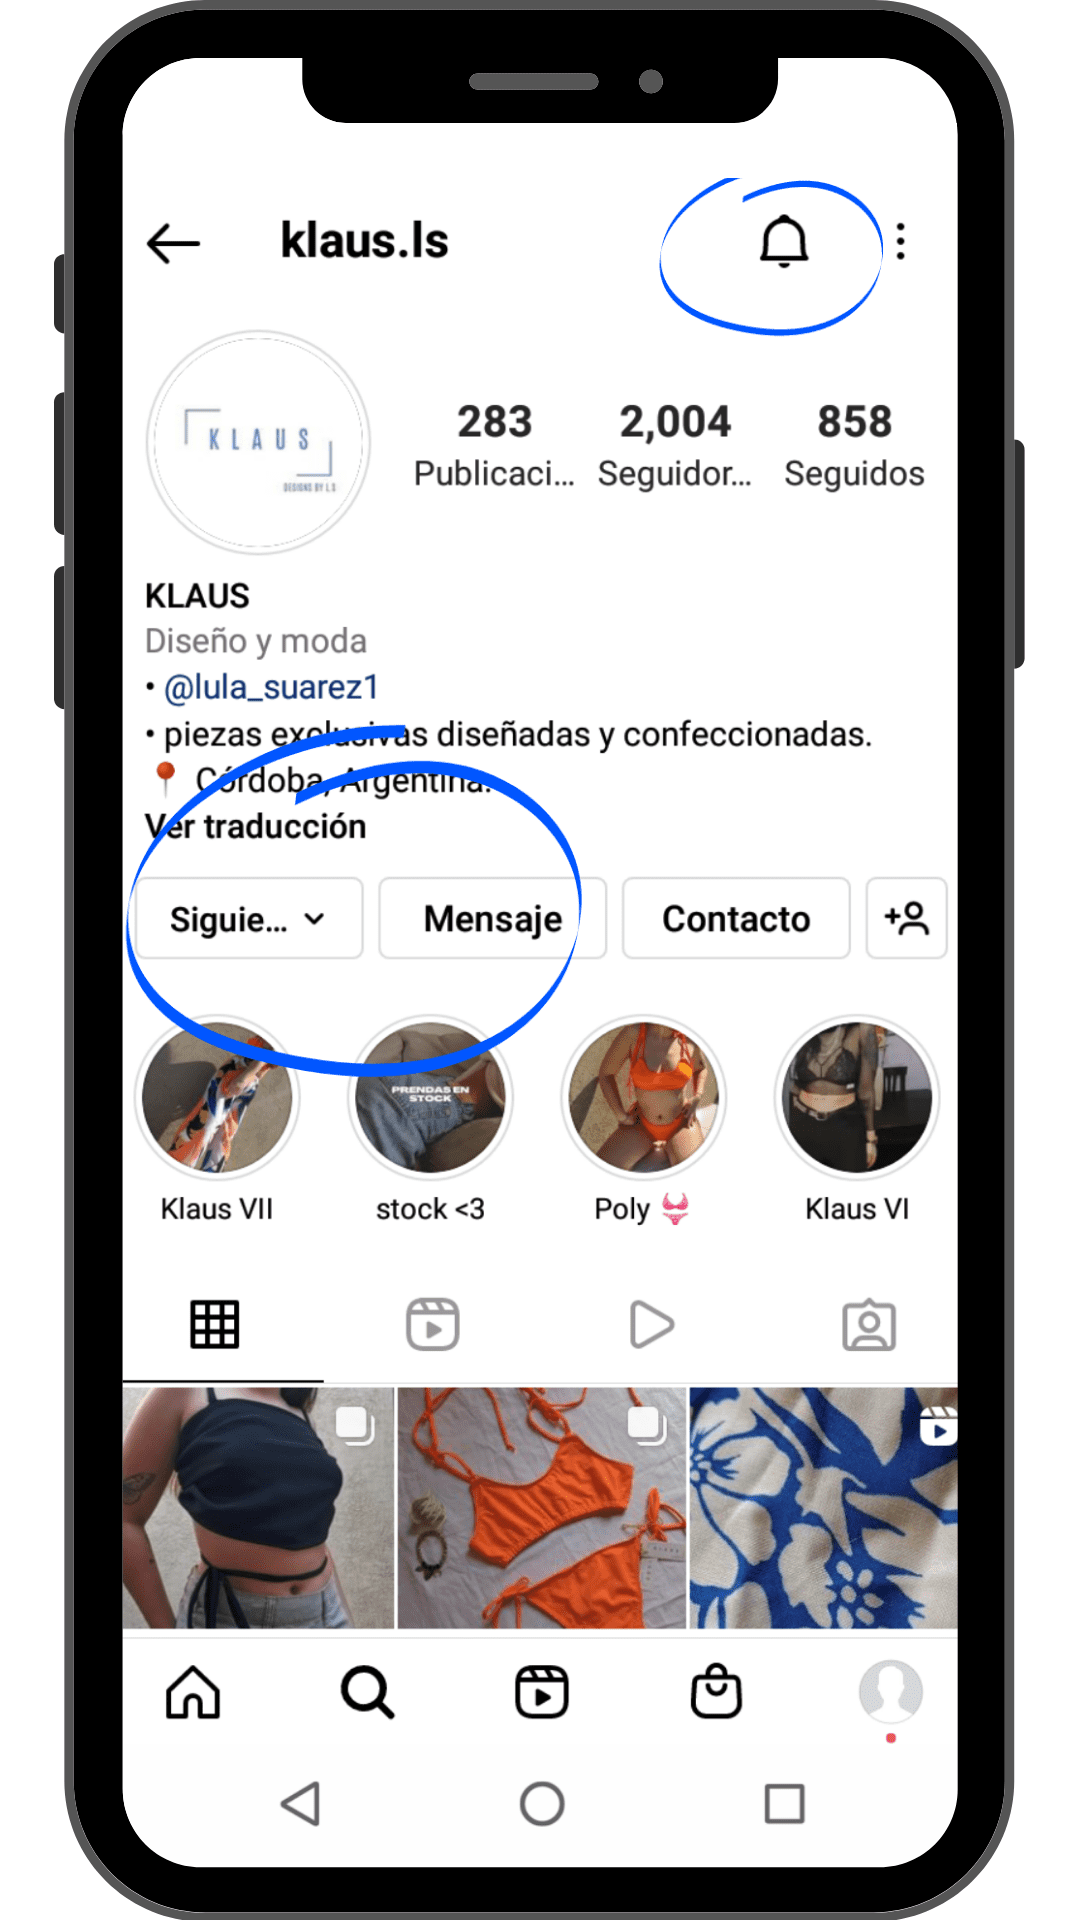 klaus.ls
KLAUS
DESIGNS BY L.S
283
2,004
858
Publicaci...
Seguidor...
Seguidos
KLAUS
Diseño y moda
• @lula_suarez1
• piezas exclusivas diseñadas y confeccionadas.
📍 Córdoba, Argentina.
Ver traducción
Siguie...
Mensaje
Contacto
PRENDAS EN
STOCK
Klaus VII
stock <3
Poly 👙
Klaus VI